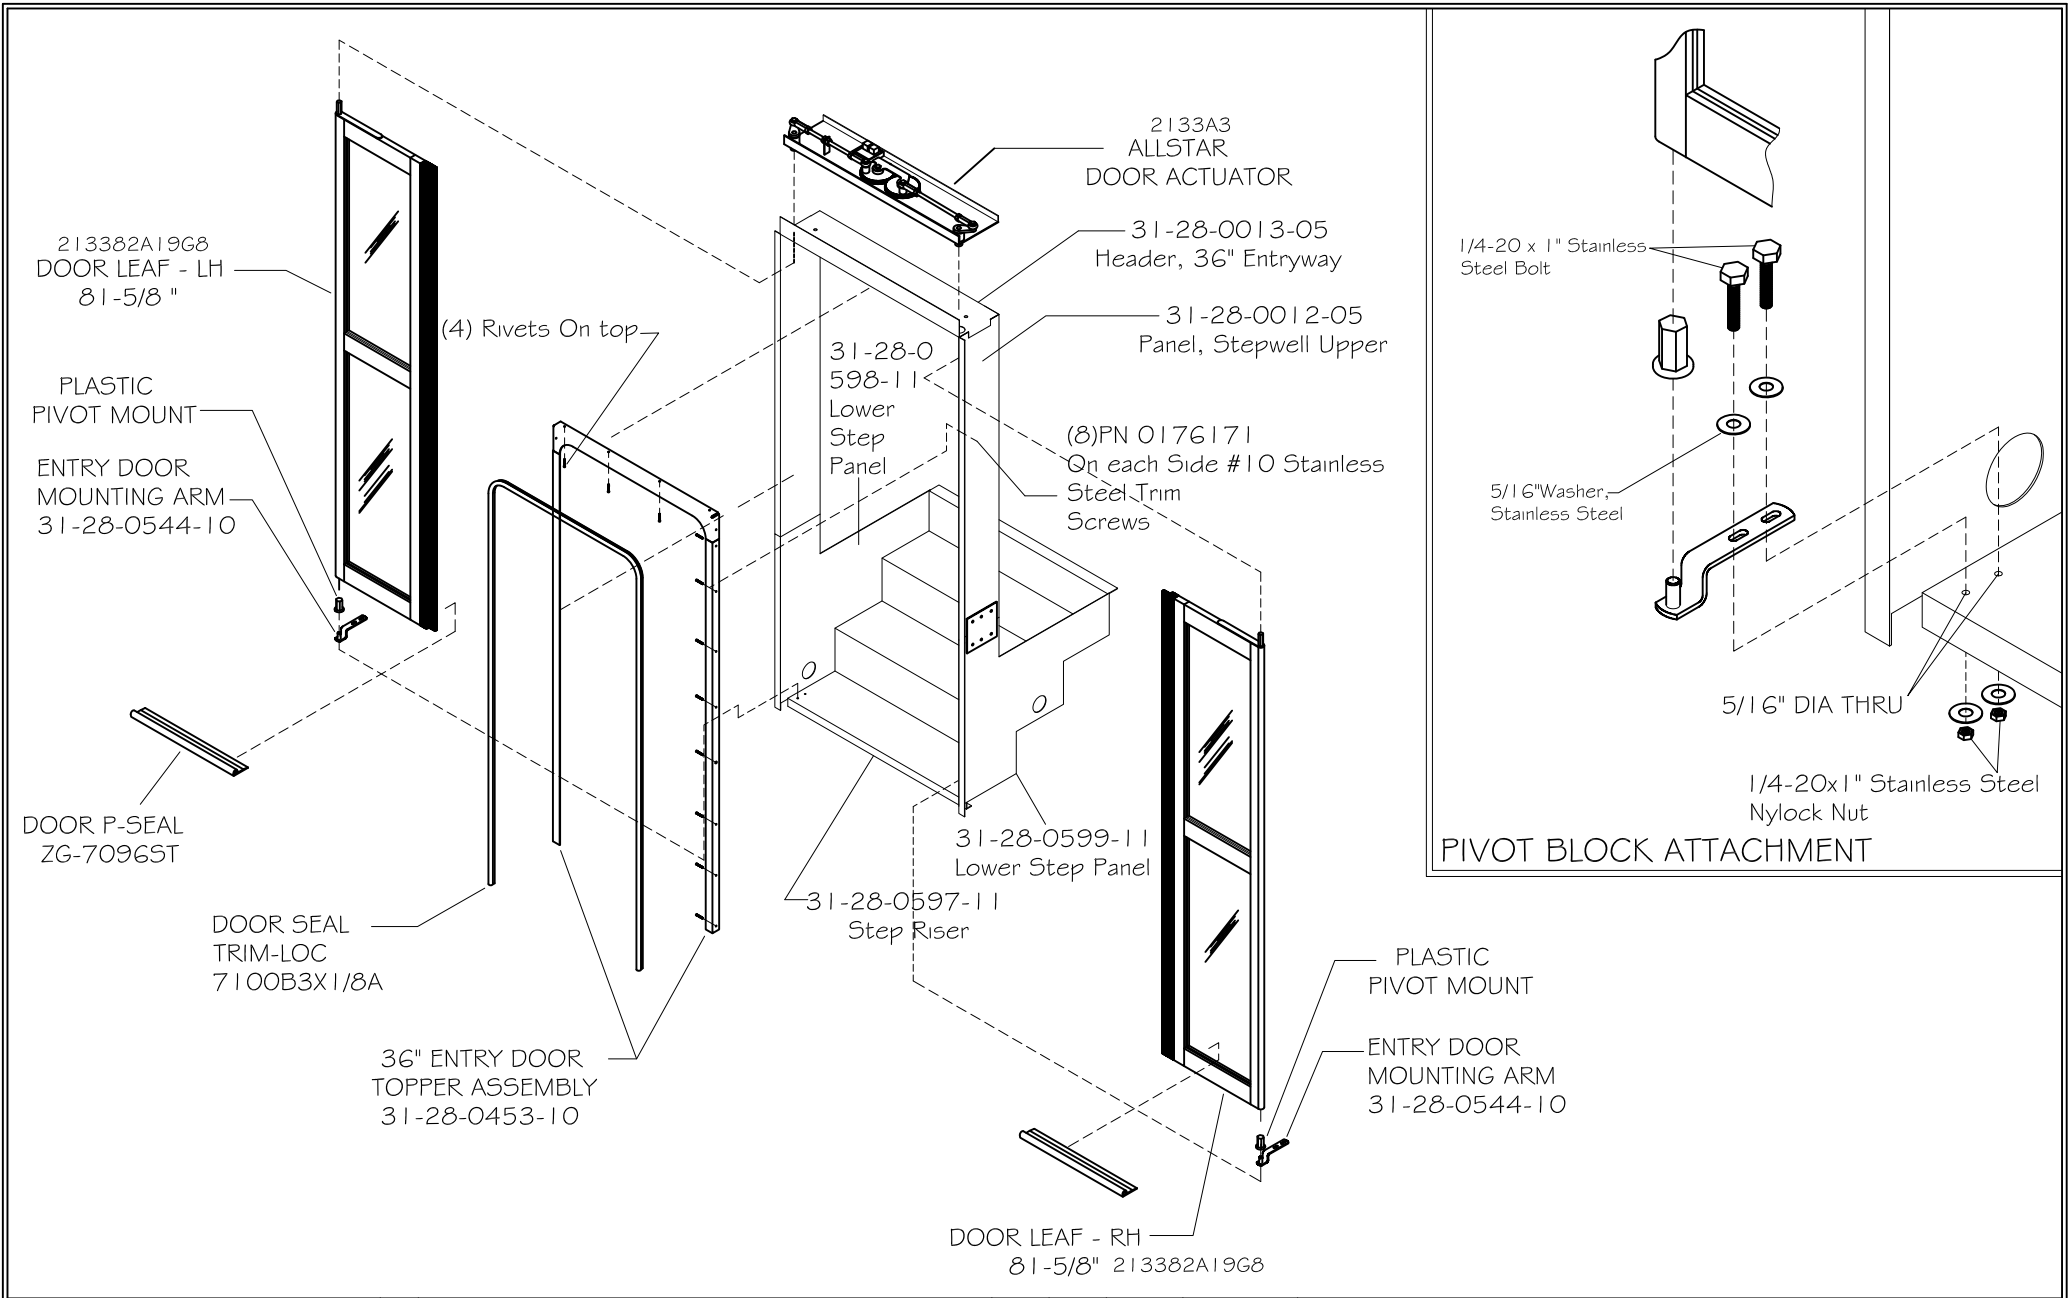 2133A3
ALLSTAR
DOOR ACTUATOR
31-28-0013-05
Header, 36" Entryway
31-28-0012-05
Panel, Stepwell Upper
213382A19G8
DOOR LEAF - LH
81-5/8 "
(4) Rivets On top
31-28-0
598-11
Lower
Step
Panel
PLASTIC
PIVOT MOUNT
ENTRY DOOR
MOUNTING ARM
31-28-0544-10
(8)PN 0176171
On each Side #10 Stainless
Steel Trim
Screws
DOOR P-SEAL
ZG-7096ST
DOOR SEAL
TRIM-LOC
7100B3X1/8A
36" ENTRY DOOR
TOPPER ASSEMBLY
31-28-0453-10
31-28-0599-11
Lower Step Panel
31-28-0597-11
Step Riser
PLASTIC
PIVOT MOUNT
ENTRY DOOR
MOUNTING ARM
31-28-0544-10
DOOR LEAF - RH
81-5/8" 213382A19G8
1/4-20 x 1" Stainless
Steel Bolt
5/16"Washer,
Stainless Steel
5/16" DIA THRU
1/4-20x1" Stainless Steel
Nylock Nut
PIVOT BLOCK ATTACHMENT